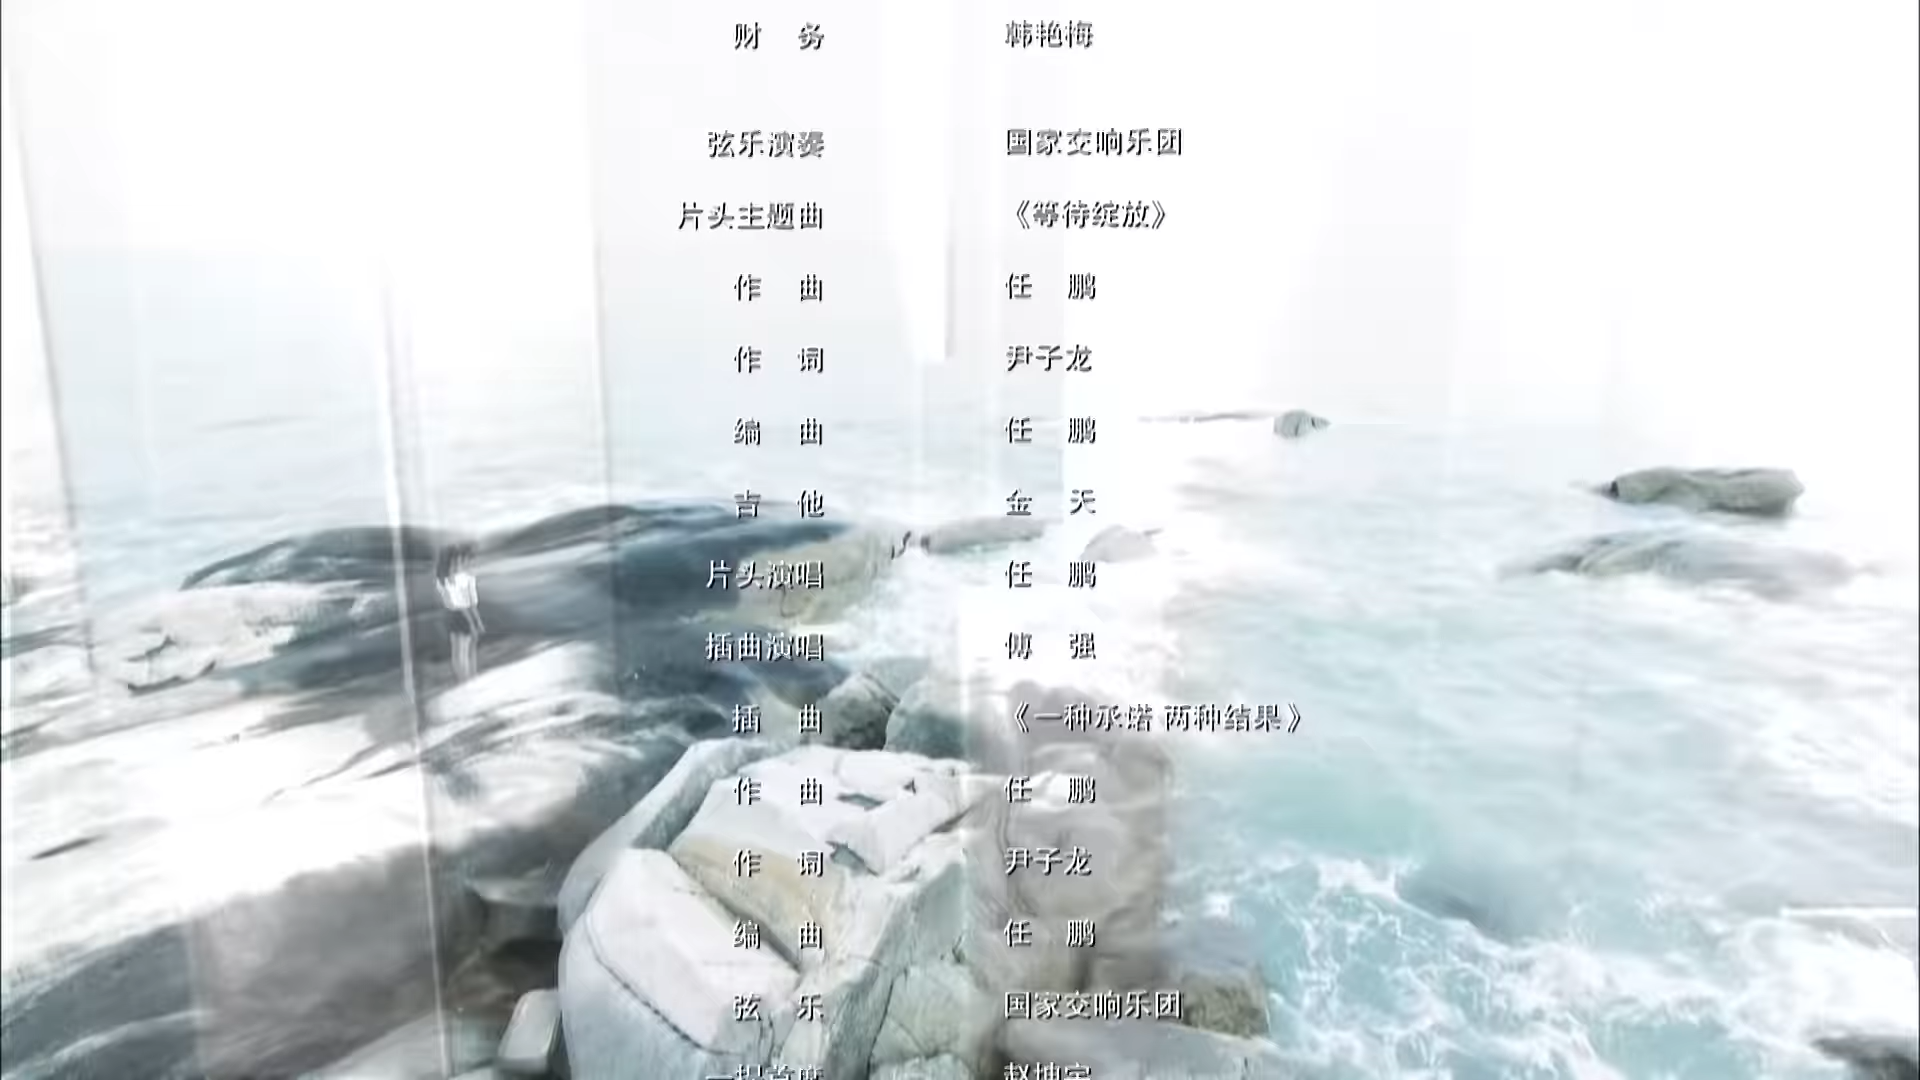 财 务 韩艳梅
弦乐演奏 国家交响乐团
片头主题曲 《等待绽放》
作 曲 任 鹏
作 词 尹子龙
编 曲 任 鹏
吉 他 金 天
片头演唱 任 鹏
插曲演唱 傅 强
插 曲 《一种承诺 两种结果》
作 曲 任 鹏
作 词 尹子龙
编 曲 任 鹏
弦 乐 国家交响乐团